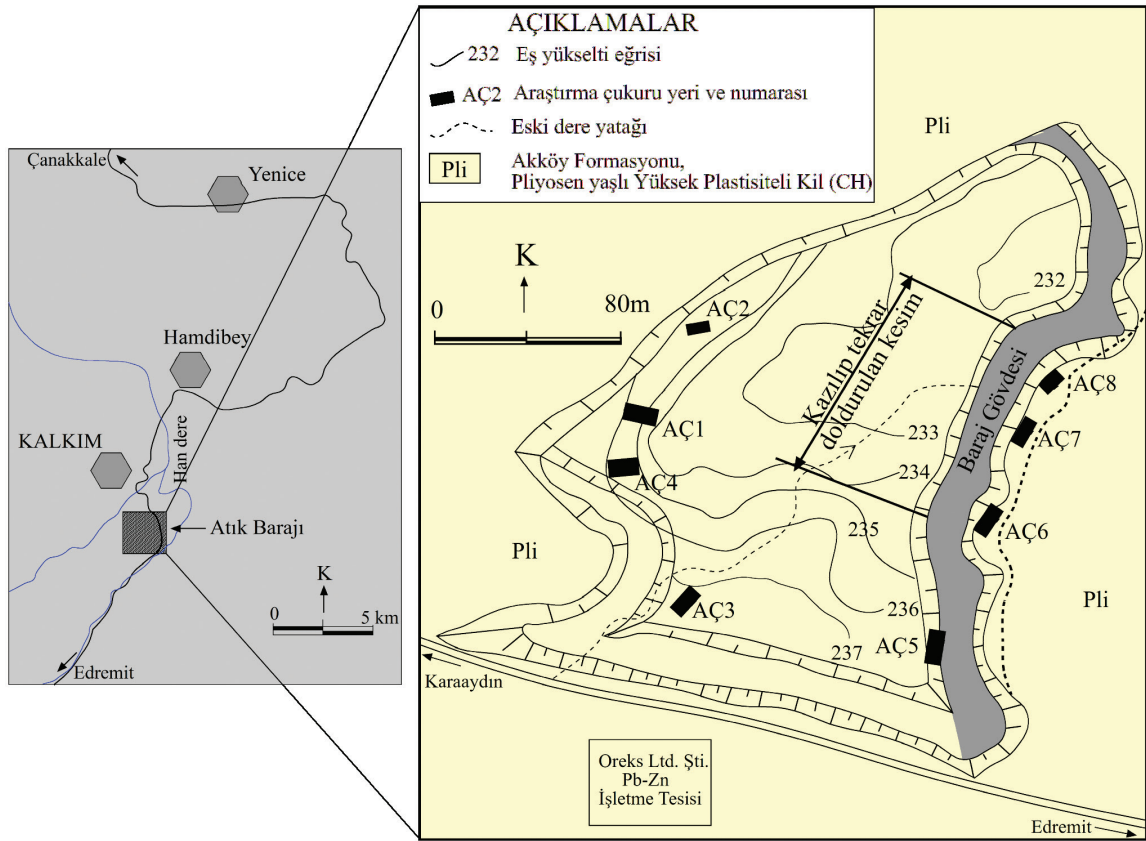 Çanakkale
Yenice
Hamdibey
KALKIM
Han dere
Atık Barajı
K
0 5 km
Edremit
AÇIKLAMALAR
232 Eş yükselti eğrisi
AÇ2 Araştırma çukuru yeri ve numarası
Eski dere yatağı
Pli Akköy Formasyonu,
Pliyosen yaşlı Yüksek Plastisiteli Kil (CH)
Pli
K
0 80m
AÇ2
232
Kazılıp tekrar
doldurulan kesim
Baraj Gövdesi
AÇ8
AÇ1
233
AÇ7
AÇ4
234
235
AÇ6
Pli
Pli
AÇ3
236
237
AÇ5
Karaaydın
Oreks Ltd. Şti.
Pb-Zn
İşletme Tesisi
Edremit